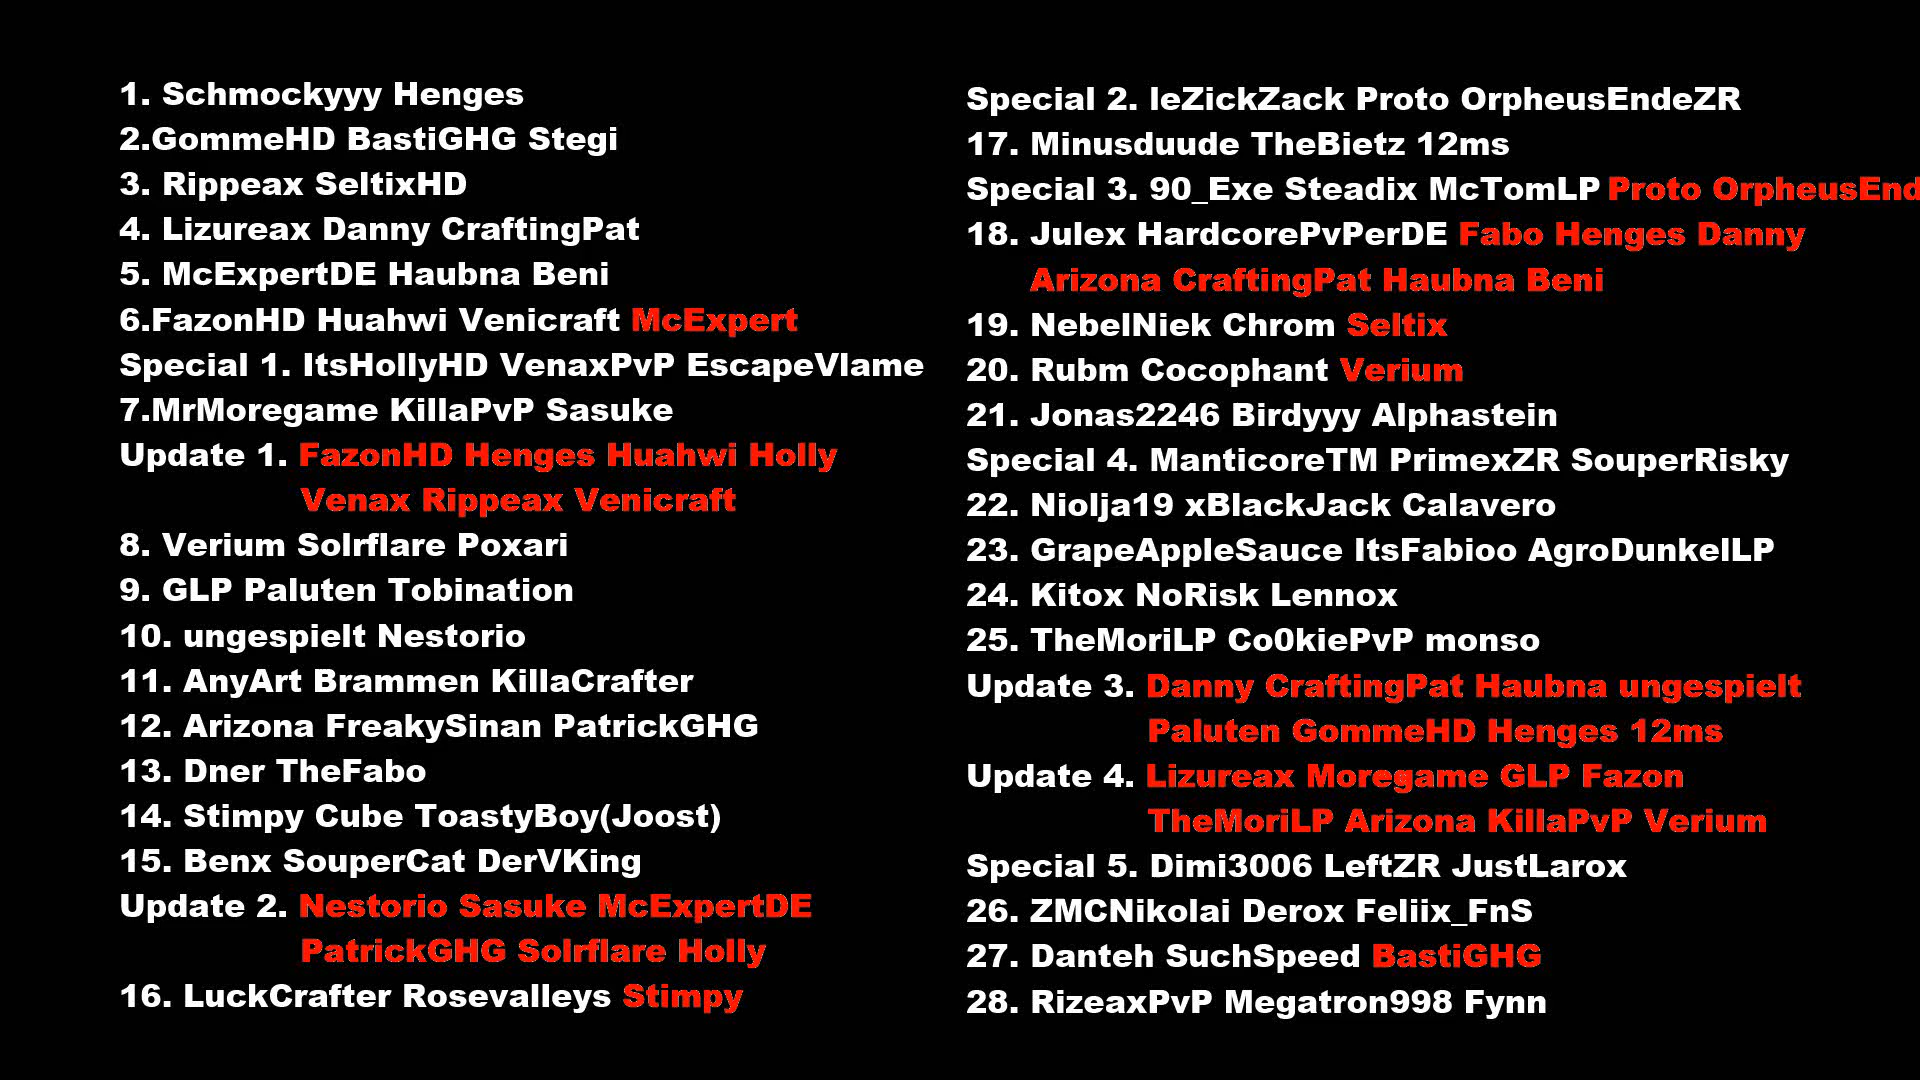 1. Schmockyyy Henges
2.GommeHD BastiGHG Stegi
3. Rippeax SeltixHD
4. Lizureax Danny CraftingPat
5. McExpertDE Haubna Beni
6.FazonHD Huahwi Venicraft McExpert
Special 1. ItsHollyHD VenaxPvP EscapeVlame
7.MrMoregame KillaPvP Sasuke
Update 1. FazonHD Henges Huahwi Holly
Venax Rippeax Venicraft
8. Verium Solrflare Poxari
9. GLP Paluten Tobination
10. ungespielt Nestorio
11. AnyArt Brammen KillaCrafter
12. Arizona FreakySinan PatrickGHG
13. Dner TheFabo
14. Stimpy Cube ToastyBoy(Joost)
15. Benx SouperCat DerVKing
Update 2. Nestorio Sasuke McExpertDE
PatrickGHG Solrflare Holly
16. LuckCrafter Rosevalleys Stimpy
Special 2. leZickZack Proto OrpheusEndeZR
17. Minusduude TheBietz 12ms
Special 3. 90_Exe Steadix McTomLP Proto OrpheusEnd
18. Julex HardcorePvPerDE Fabo Henges Danny
Arizona CraftingPat Haubna Beni
19. NebelNiek Chrom Seltix
20. Rubm Cocophant Verium
21. Jonas2246 Birdyyy Alphastein
Special 4. ManticoreTM PrimexZR SouperRisky
22. Niolja19 xBlackJack Calavero
23. GrapeAppleSauce ItsFabioo AgroDunkelLP
24. Kitox NoRisk Lennox
25. TheMoriLP Co0kiePvP monso
Update 3. Danny CraftingPat Haubna ungespielt
Paluten GommeHD Henges 12ms
Update 4. Lizureax Moregame GLP Fazon
TheMoriLP Arizona KillaPvP Verium
Special 5. Dimi3006 LeftZR JustLarox
26. ZMCNikolai Derox Feliix_FnS
27. Danteh SuchSpeed BastiGHG
28. RizeaxPvP Megatron998 Fynn